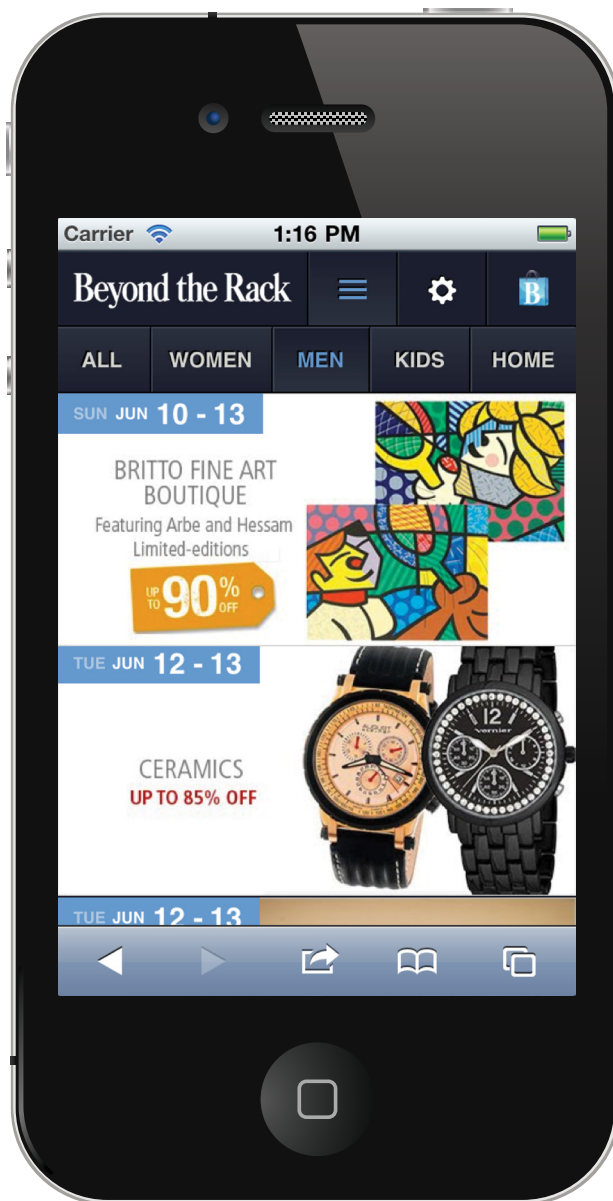 Carrier 1:16 PM
Beyond the Rack B
ALL WOMEN MEN KIDS HOME
SUN JUN 10 - 13
BRITTO FINE ART
BOUTIQUE
Featuring Arbe and Hessam
Limited-editions
UP TO 90% OFF
TUE JUN 12 - 13
CERAMICS
UP TO 85% OFF
AUGUST
12
vernier
TUE JUN 12 - 13